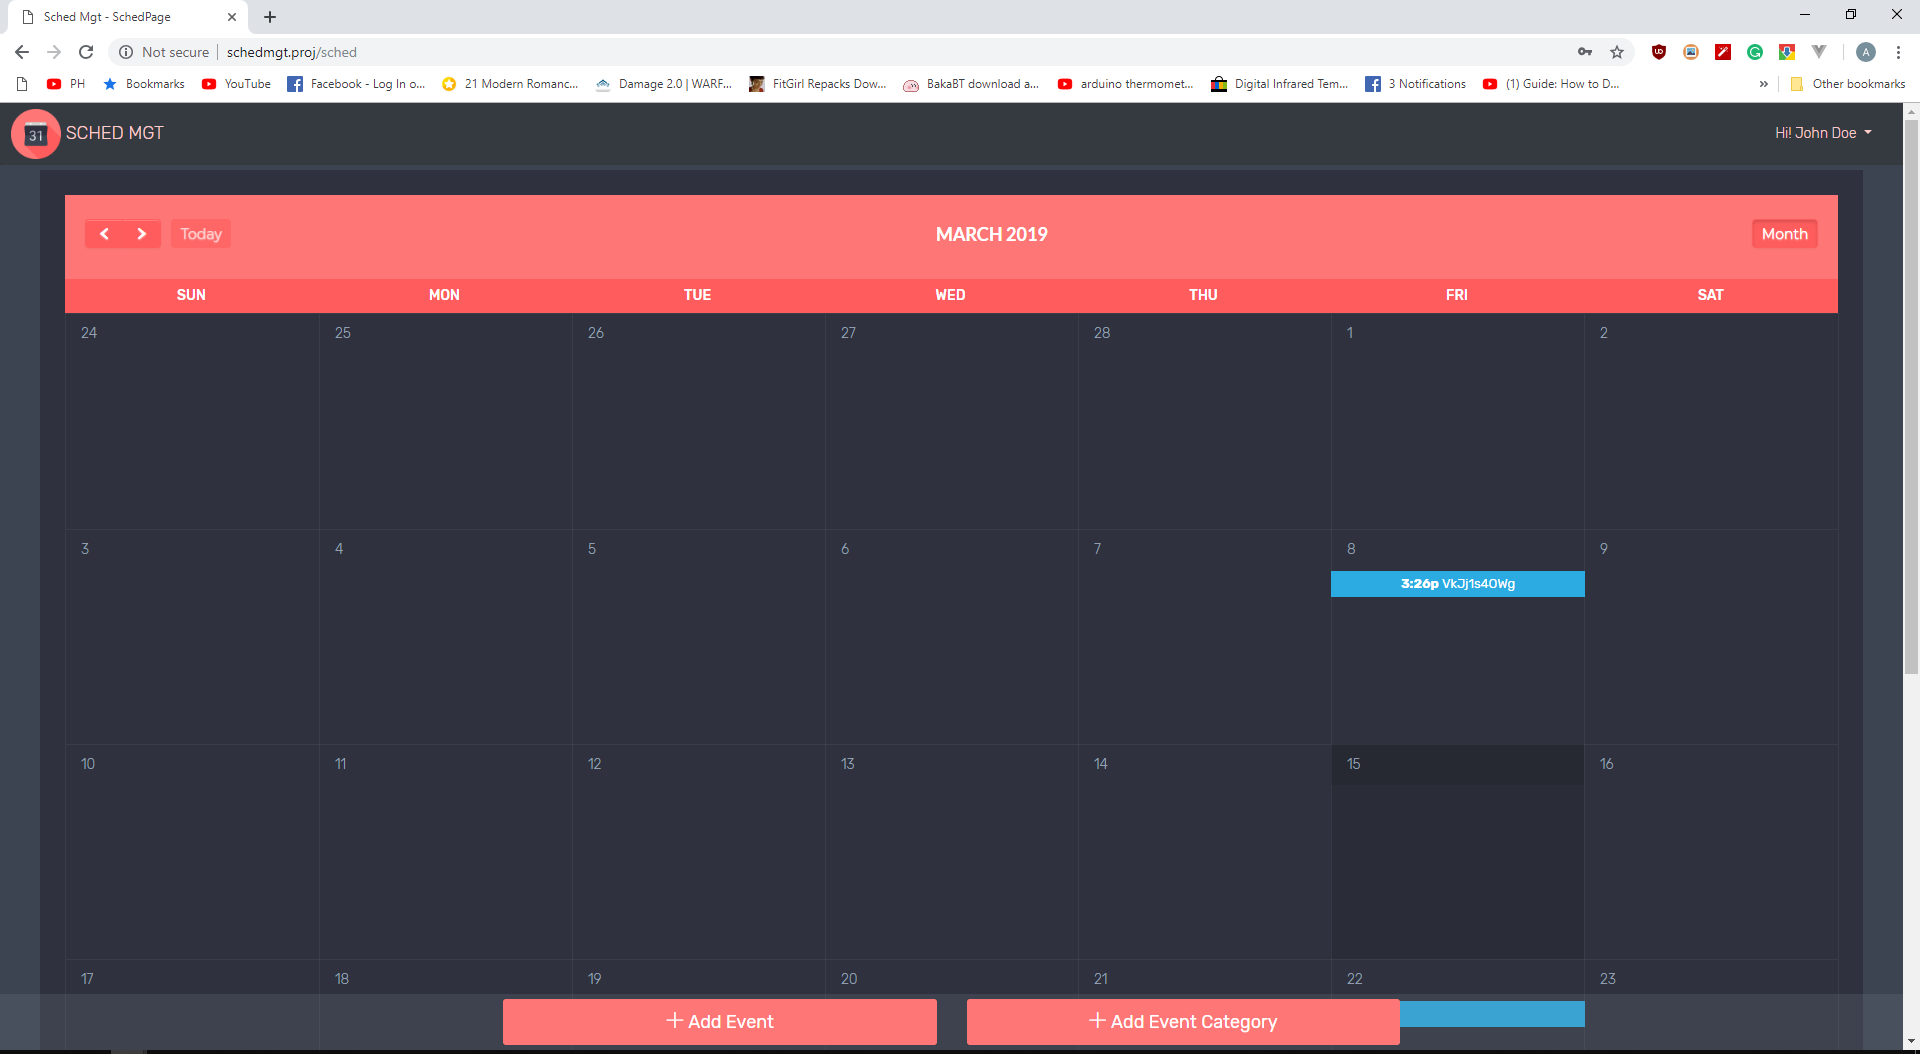 Sched Mgt - SchedPage
Not secure schedmgt.proj/sched
A
PH Bookmarks YouTube Facebook - Log In o... 21 Modern Romanc... Damage 2.0 | WARF... FitGirl Repacks Dow... BakaBT download a... arduino thermomet... Digital Infrared Tem... 3 Notifications (1) Guide: How to D... » Other bookmarks
31 SCHED MGT Hi! John Doe
Today MARCH 2019 Month
SUN MON TUE WED THU FRI SAT
24 25 26 27 28 1 2
3 4 5 6 7 8 9
3:26p VkJj1s4OWg
10 11 12 13 14 15 16
17 18 19 20 21 22 23
Add Event Add Event Category